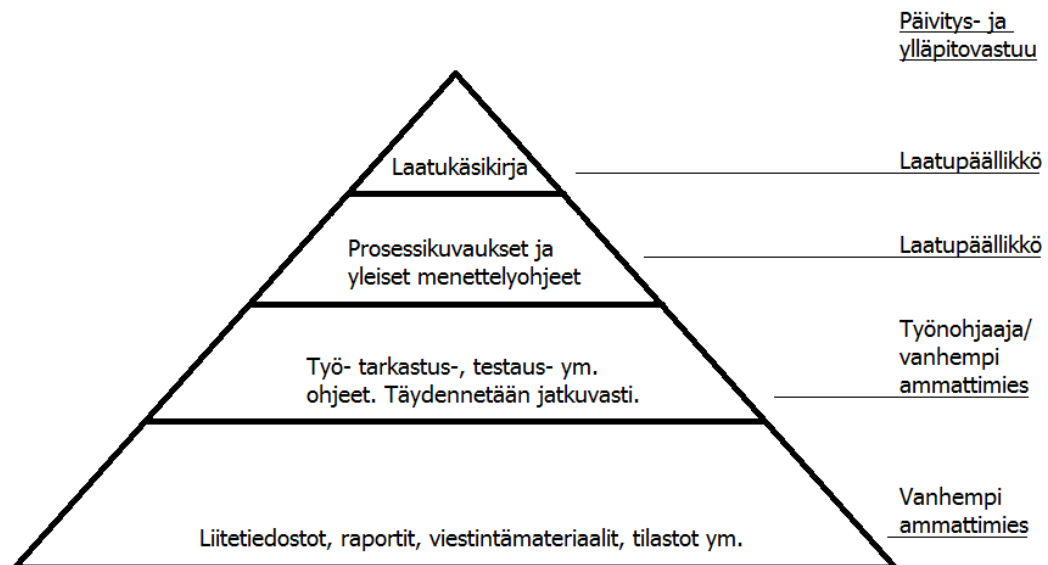 Päivitys- ja
ylläpitovastuu
Laatukäsikirja
Laatupäällikkö
Prosessikuvaukset ja
yleiset menettelyohjeet
Laatupäällikkö
Työ- tarkastus-, testaus- ym.
ohjeet. Täydennetään jatkuvasti.
Työnohjaaja/
vanhempi
ammattimies
Liitetiedostot, raportit, viestintämateriaalit, tilastot ym.
Vanhempi
ammattimies